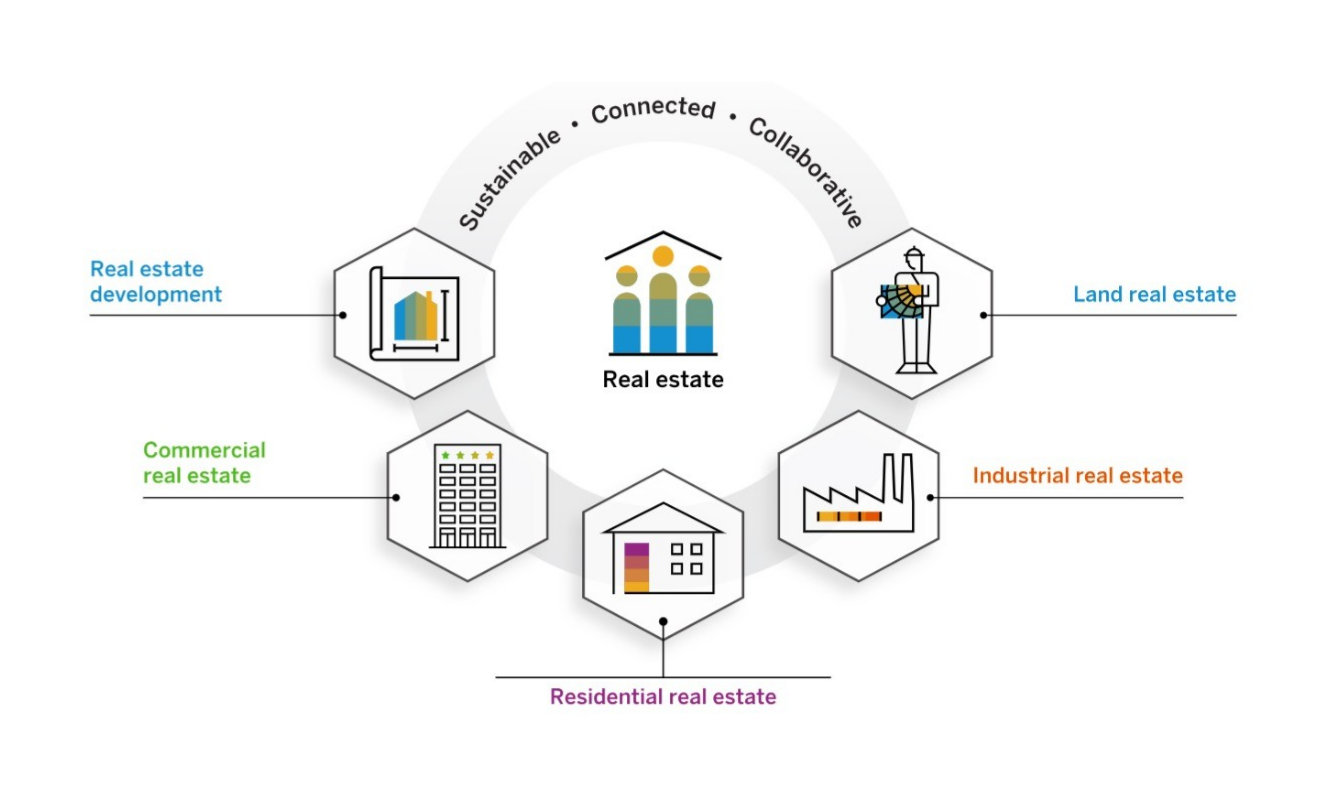 Sustainable • Connected • Collaborative
Real estate
development
Land real estate
Real estate
Commercial
real estate
Industrial real estate
Residential real estate